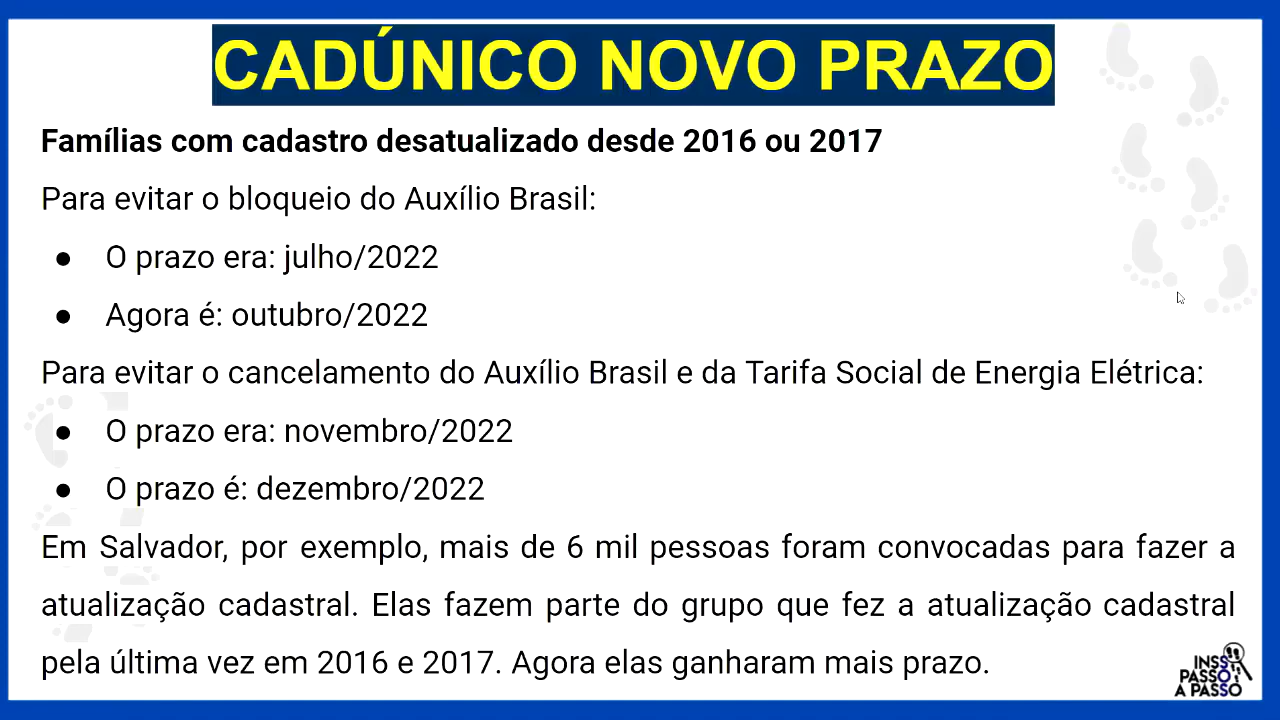 CADÚNICO NOVO PRAZO
Famílias com cadastro desatualizado desde 2016 ou 2017
Para evitar o bloqueio do Auxílio Brasil:
● O prazo era: julho/2022
● Agora é: outubro/2022
Para evitar o cancelamento do Auxílio Brasil e da Tarifa Social de Energia Elétrica:
● O prazo era: novembro/2022
● O prazo é: dezembro/2022
Em Salvador, por exemplo, mais de 6 mil pessoas foram convocadas para fazer a
atualização cadastral. Elas fazem parte do grupo que fez a atualização cadastral
pela última vez em 2016 e 2017. Agora elas ganharam mais prazo.
INSS
PASSO
A PASSO